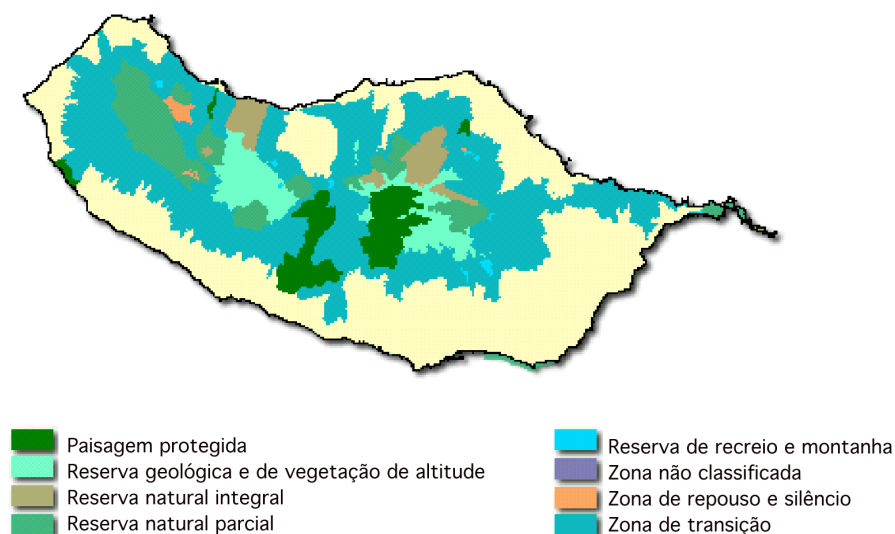 Paisagem protegida
Reserva geológica e de vegetação de altitude
Reserva natural integral
Reserva natural parcial
Reserva de recreio e montanha
Zona não classificada
Zona de repouso e silêncio
Zona de transição